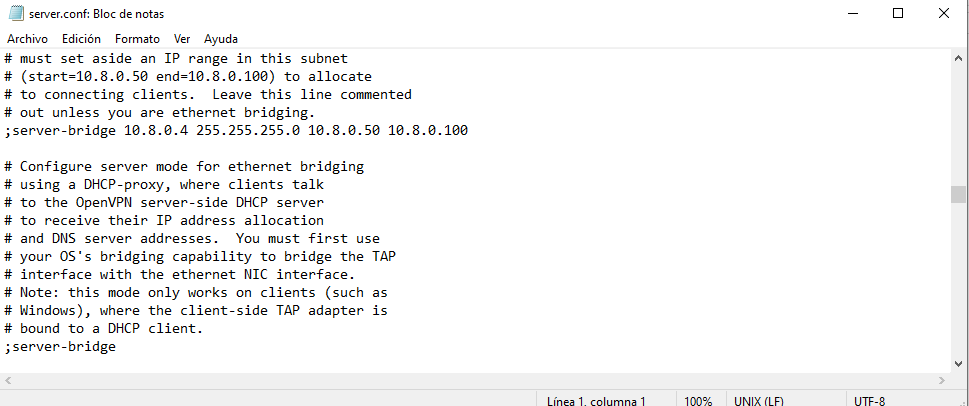 server.conf: Bloc de notas
Archivo Edición Formato Ver Ayuda
# must set aside an IP range in this subnet
# (start=10.8.0.50 end=10.8.0.100) to allocate
# to connecting clients.  Leave this line commented
# out unless you are ethernet bridging.
;server-bridge 10.8.0.4 255.255.255.0 10.8.0.50 10.8.0.100
# Configure server mode for ethernet bridging
# using a DHCP-proxy, where clients talk
# to the OpenVPN server-side DHCP server
# to receive their IP address allocation
# and DNS server addresses.  You must first use
# your OS's bridging capability to bridge the TAP
# interface with the ethernet NIC interface.
# Note: this mode only works on clients (such as
# Windows), where the client-side TAP adapter is
# bound to a DHCP client.
;server-bridge
Línea 1, columna 1 100% UNIX (LF) UTF-8